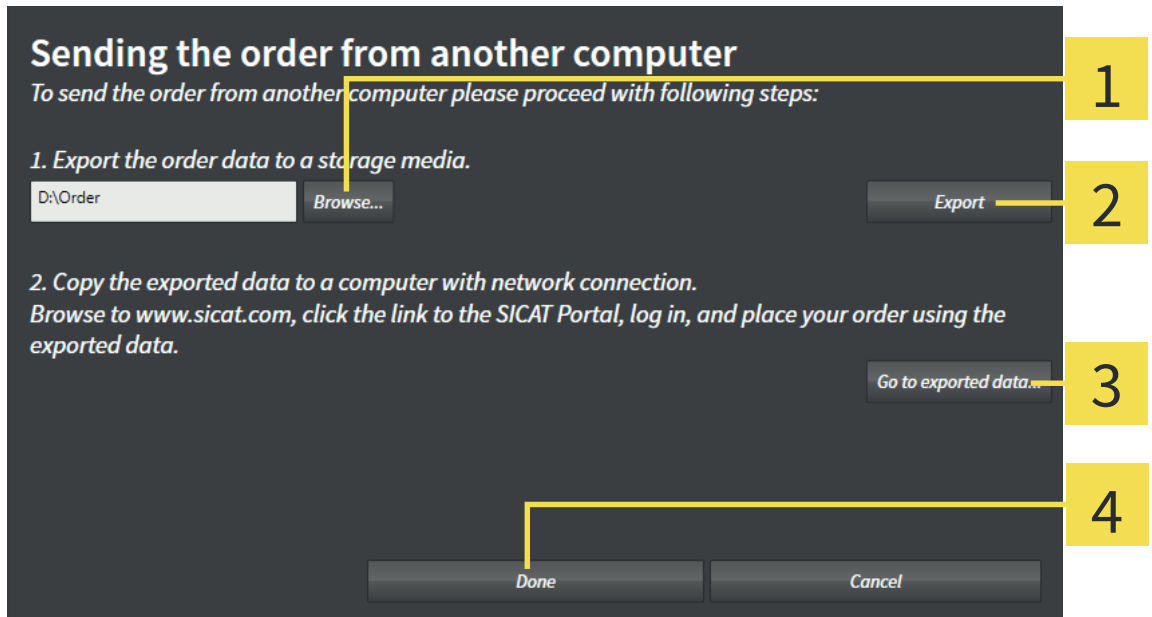 Sending the order from another computer
To send the order from another computer please proceed with following steps:
1
1. Export the order data to a storage media.
D:\Order
Browse...
Export
2
2. Copy the exported data to a computer with network connection.
Browse to www.sicat.com, click the link to the SICAT Portal, log in, and place your order using the
exported data.
Go to exported data...
3
4
Done
Cancel